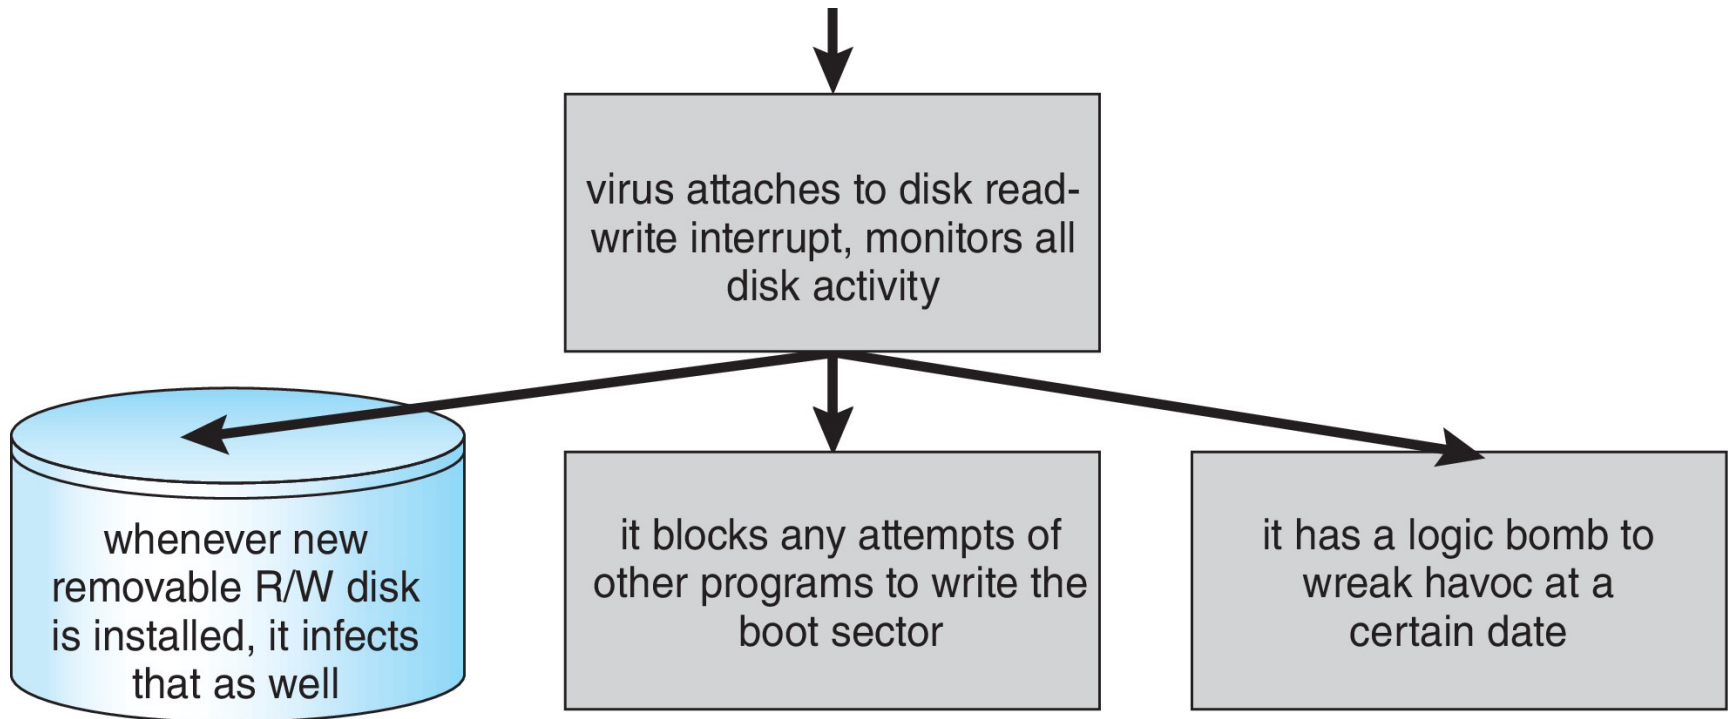 virus attaches to disk read-
write interrupt, monitors all
disk activity
whenever new
removable R/W disk
is installed, it infects
that as well
it blocks any attempts of
other programs to write the
boot sector
it has a logic bomb to
wreak havoc at a
certain date